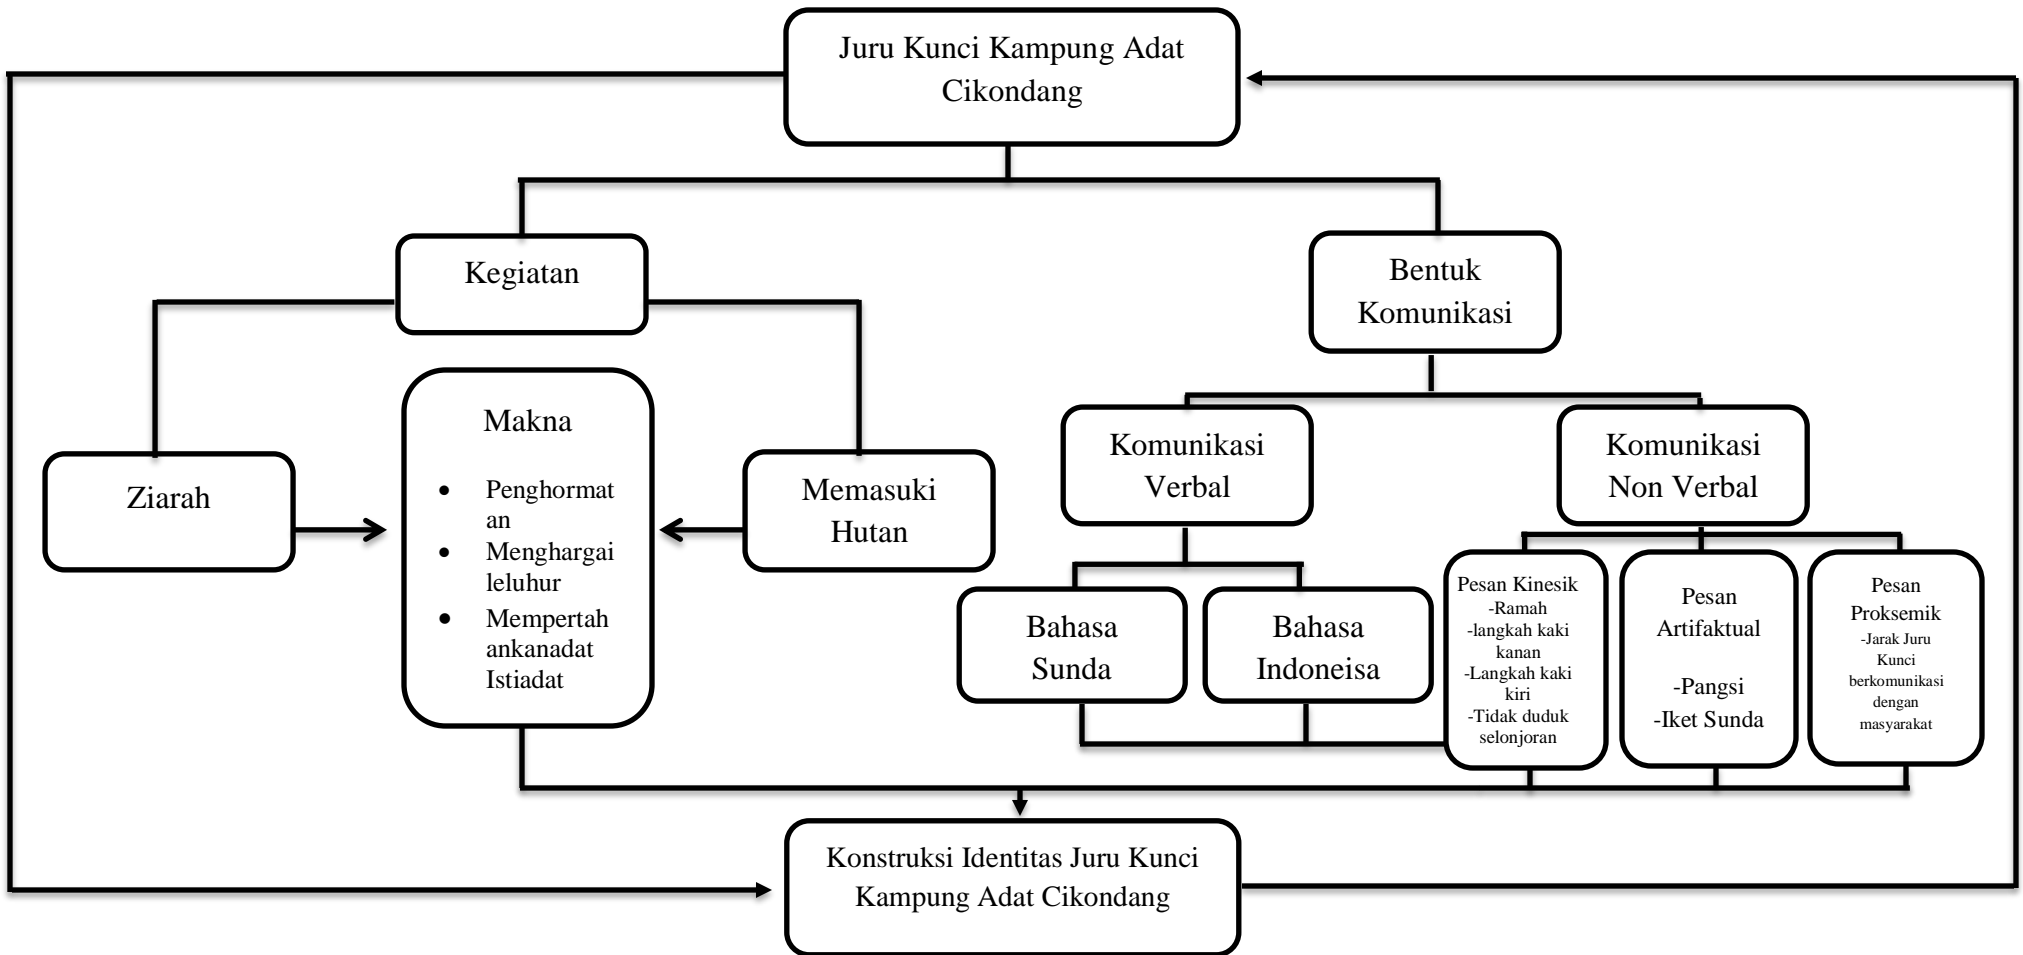 Juru Kunci Kampung Adat
Cikondang
Kegiatan
Bentuk
Komunikasi
Ziarah
Makna
• Penghormat
an
• Menghargai
leluhur
• Mempertah
ankanadat
Istiadat
Memasuki
Hutan
Komunikasi
Verbal
Komunikasi
Non Verbal
Bahasa
Sunda
Bahasa
Indoneisa
Pesan Kinesik
-Ramah
-langkah kaki
kanan
-Langkah kaki
kiri
-Tidak duduk
selonjoran
Pesan
Artifaktual
-Pangsi
-Iket Sunda
Pesan
Proksemik
-Jarak Juru
Kunci
berkomunikasi
dengan
masyarakat
Konstruksi Identitas Juru Kunci
Kampung Adat Cikondang